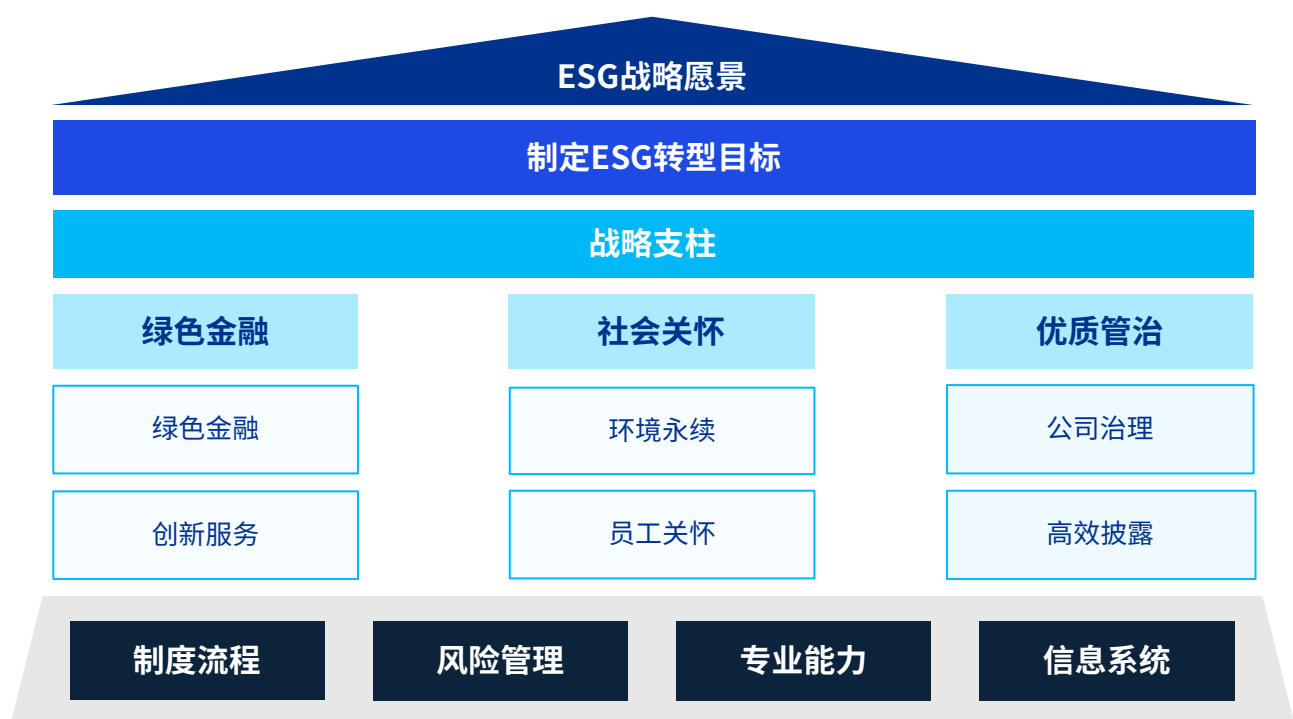 ESG战略愿景
制定ESG转型目标
战略支柱
绿色金融
社会关怀
优质管治
绿色金融
环境永续
公司治理
创新服务
员工关怀
高效披露
制度流程
风险管理
专业能力
信息系统